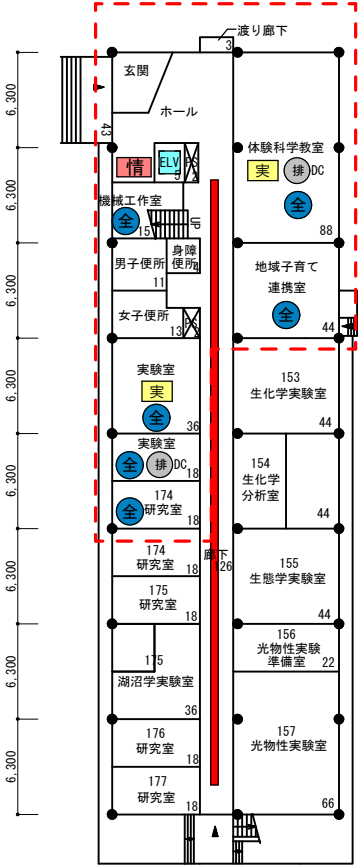 渡り廊下
3
玄関
ホール
6,300
43
体験科学教室
実
排
DC
全
88
情
ELV
5
PS
2
機械工作室
全
15
UP
6,300
男子便所
11
身障
便所
4
地域子育て
連携室
全
44
6,300
女子便所
13
PS
実験室
実
全
36
153
生化学実験室
44
6,300
実験室
全
排
DC
18
154
生化学
分析室
44
6,300
全
174
研究室
18
174
研究室
18
廊下
126
155
生態学実験室
44
6,300
175
研究室
18
175
湖沼学実験室
36
156
光物性実験
準備室
22
6,300
157
光物性実験室
66
176
研究室
18
6,300
177
研究室
18